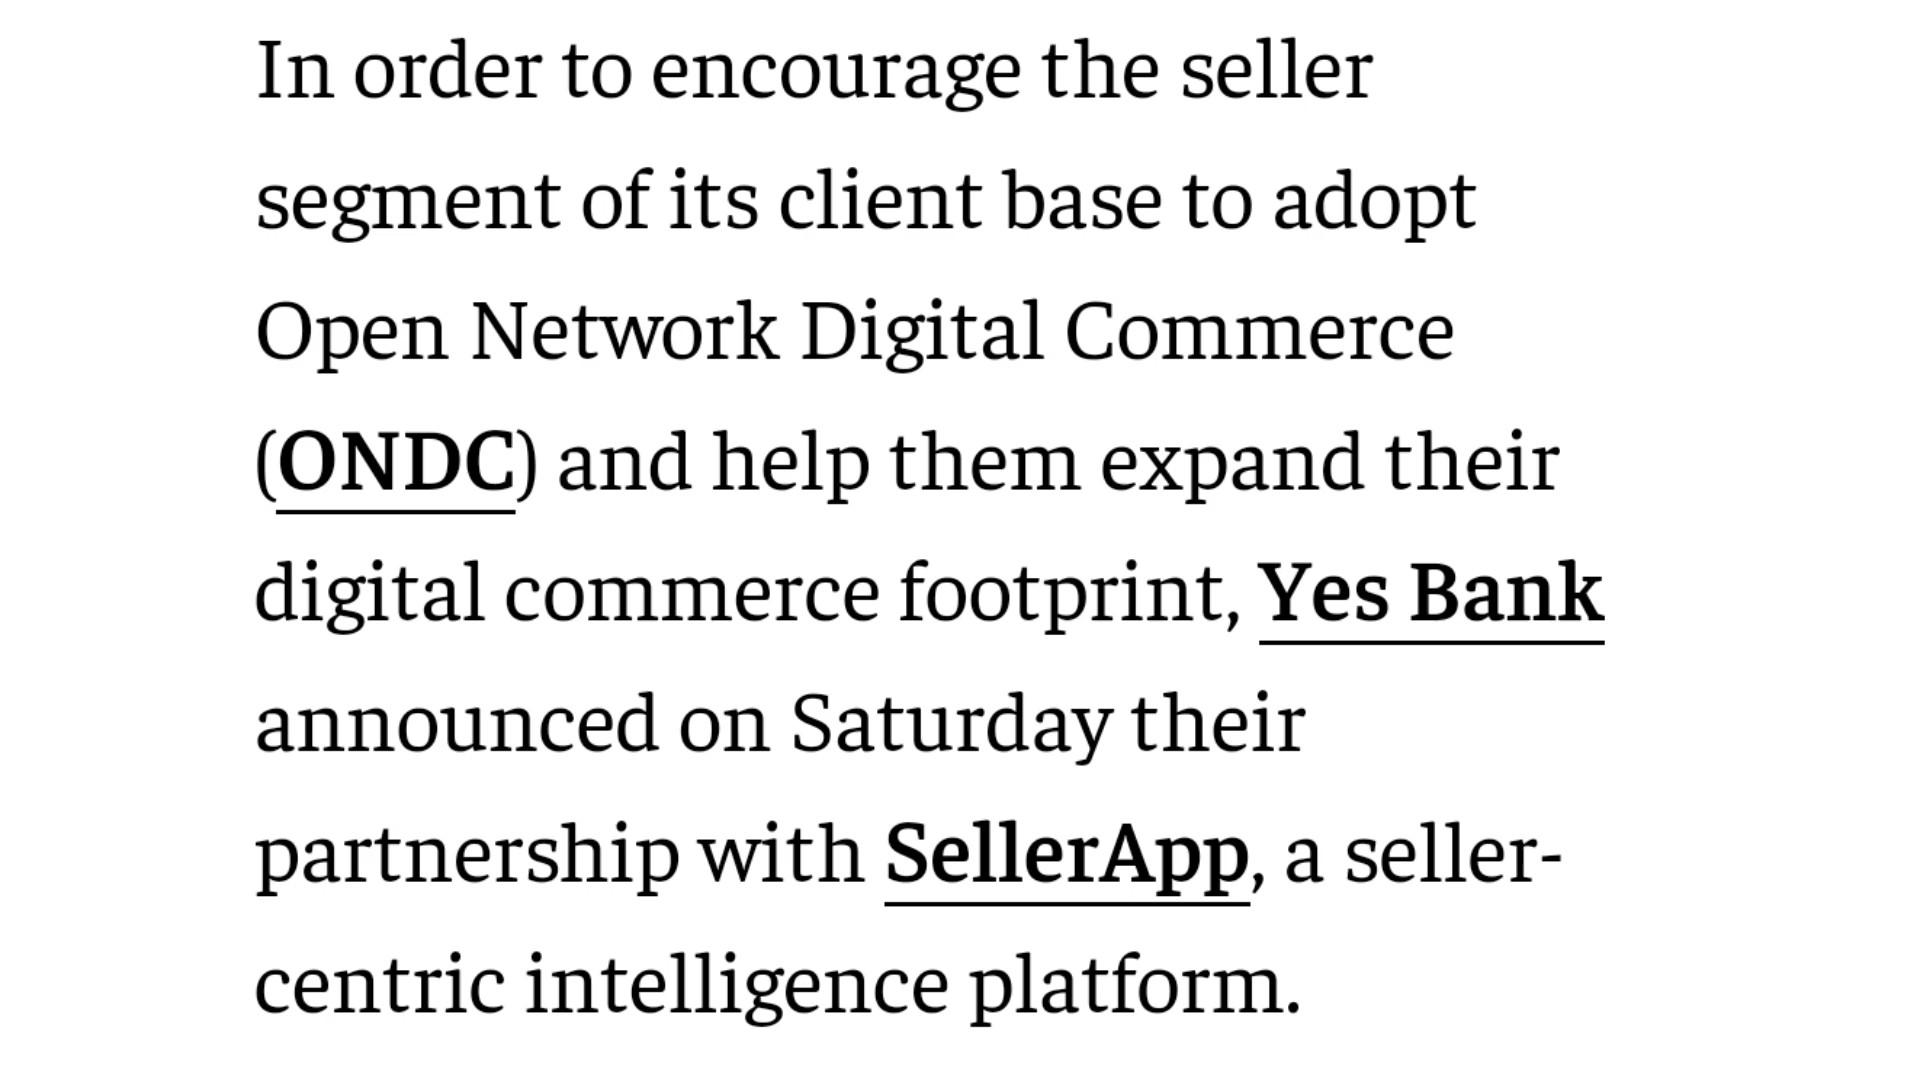 In order to encourage the seller
segment of its client base to adopt
Open Network Digital Commerce
(ONDC) and help them expand their
digital commerce footprint, Yes Bank
announced on Saturday their
partnership with SellerApp, a seller-
centric intelligence platform.